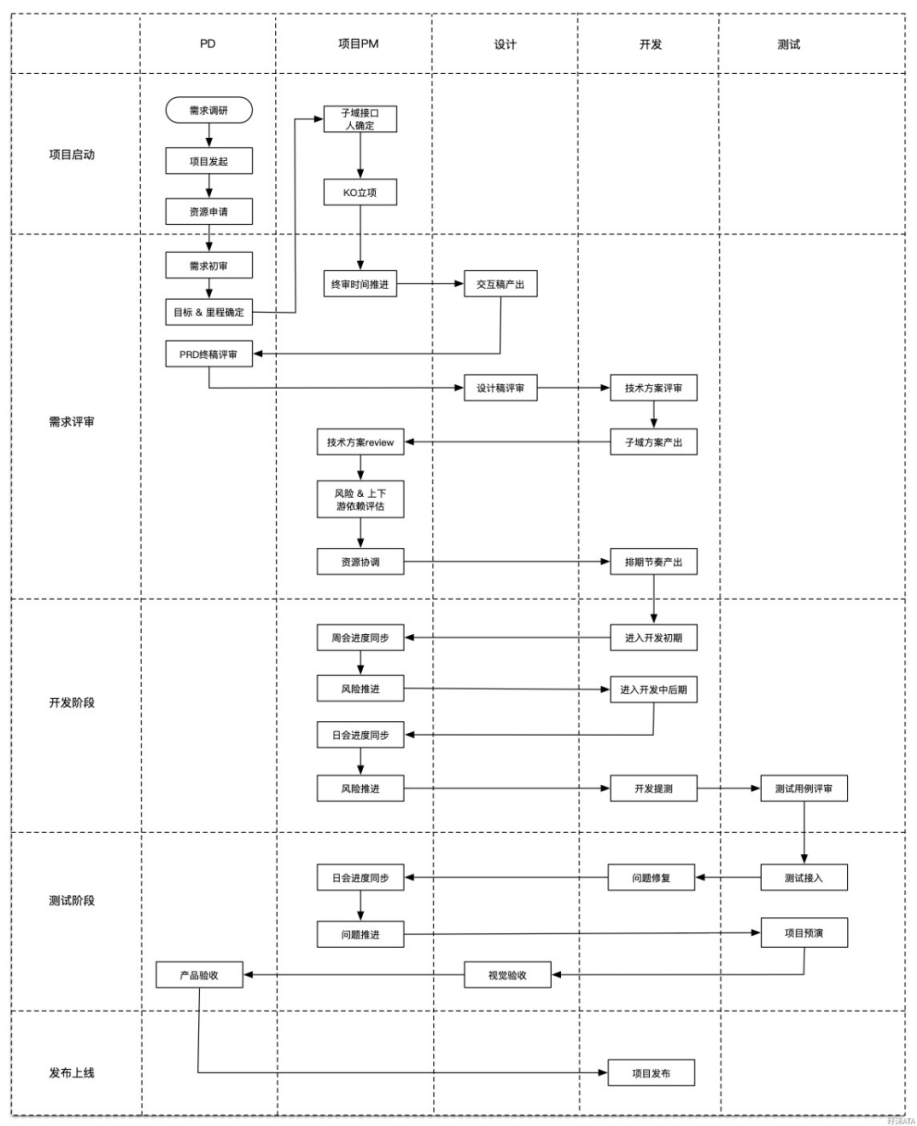 PD
项目PM
设计
开发
测试
项目启动
需求调研
子域接口
人确定
项目发起
KO立项
资源申请
需求评审
需求初审
终审时间推进
交互稿产出
目标 & 里程确定
PRD终稿评审
设计稿评审
技术方案评审
技术方案review
子域方案产出
风险 & 上下
游依赖评估
资源协调
排期节奏产出
开发阶段
周会进度同步
进入开发初期
风险推进
进入开发中后期
日会进度同步
风险推进
开发提测
测试用例评审
测试阶段
日会进度同步
问题修复
测试接入
问题推进
项目预演
产品验收
视觉验收
发布上线
项目发布